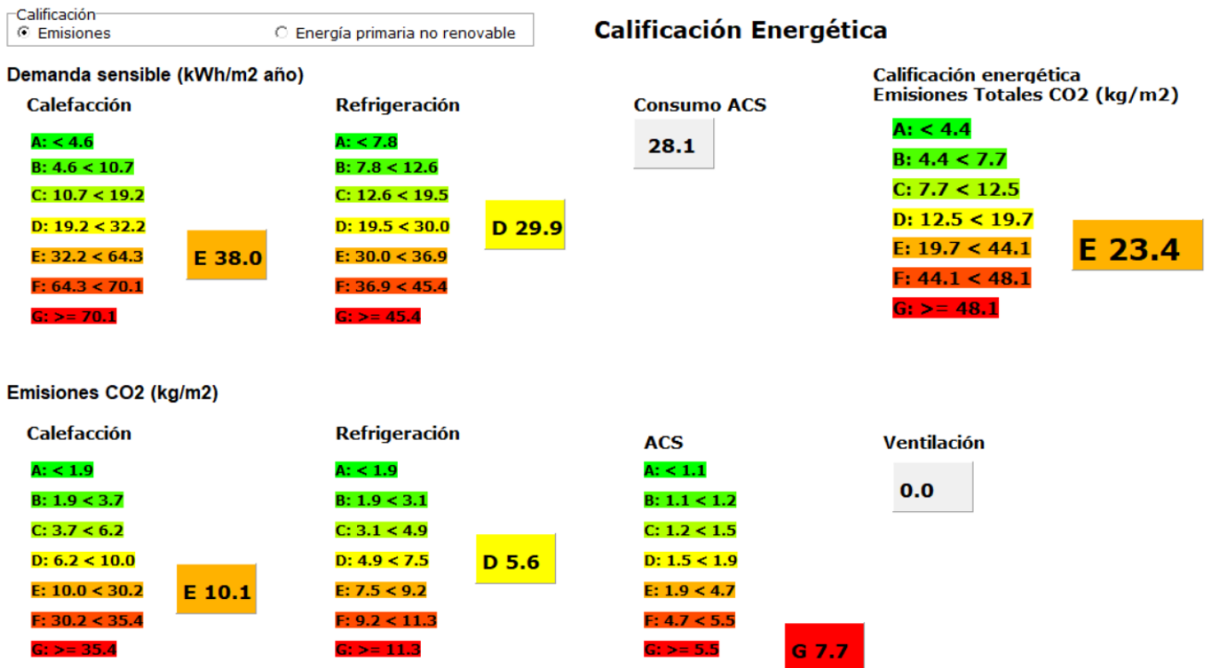 Calificación
Emisiones
Energía primaria no renovable
Calificación Energética
Demanda sensible (kWh/m2 año)
Calefacción
A: < 4.6
B: 4.6 < 10.7
C: 10.7 < 19.2
D: 19.2 < 32.2
E: 32.2 < 64.3
F: 64.3 < 70.1
G: >= 70.1
E 38.0
Refrigeración
A: < 7.8
B: 7.8 < 12.6
C: 12.6 < 19.5
D: 19.5 < 30.0
E: 30.0 < 36.9
F: 36.9 < 45.4
G: >= 45.4
D 29.9
Consumo ACS
28.1
Calificación energética
Emisiones Totales CO2 (kg/m2)
A: < 4.4
B: 4.4 < 7.7
C: 7.7 < 12.5
D: 12.5 < 19.7
E: 19.7 < 44.1
F: 44.1 < 48.1
G: >= 48.1
E 23.4
Emisiones CO2 (kg/m2)
Calefacción
A: < 1.9
B: 1.9 < 3.7
C: 3.7 < 6.2
D: 6.2 < 10.0
E: 10.0 < 30.2
F: 30.2 < 35.4
G: >= 35.4
E 10.1
Refrigeración
A: < 1.9
B: 1.9 < 3.1
C: 3.1 < 4.9
D: 4.9 < 7.5
E: 7.5 < 9.2
F: 9.2 < 11.3
G: >= 11.3
D 5.6
ACS
A: < 1.1
B: 1.1 < 1.2
C: 1.2 < 1.5
D: 1.5 < 1.9
E: 1.9 < 4.7
F: 4.7 < 5.5
G: >= 5.5
G 7.7
Ventilación
0.0